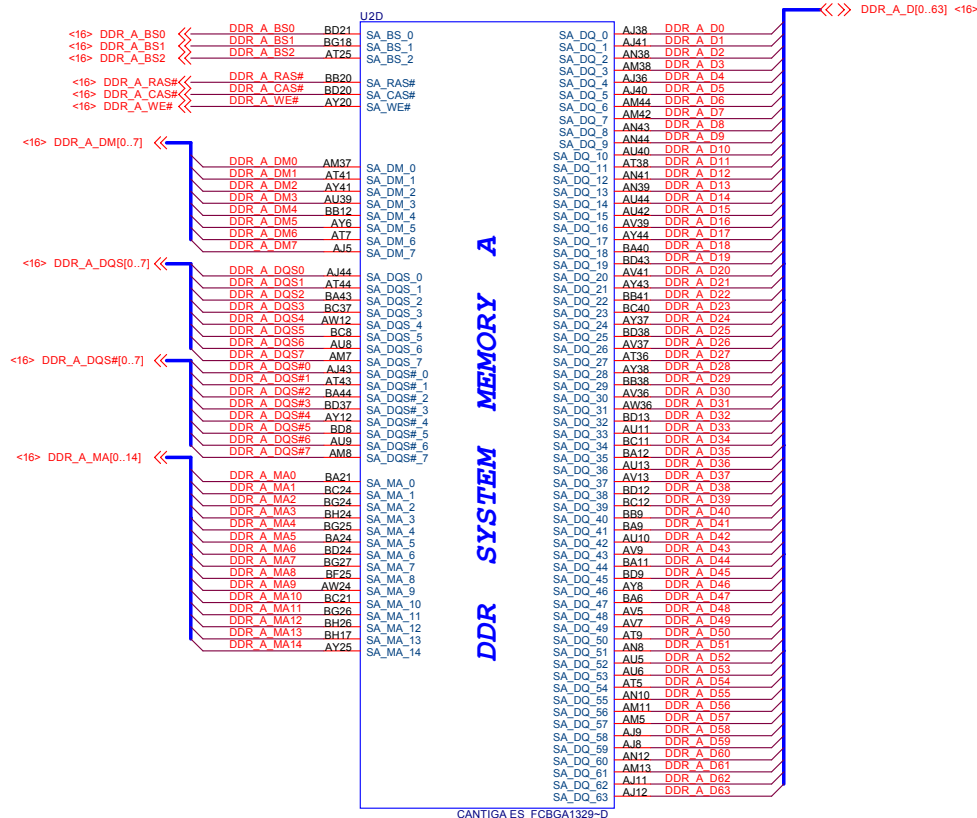 U2D
DDR_A_D[0..63] <16>
<16> DDR_A_BS0 DDR_A_BS0 BD21 SA_BS_0
<16> DDR_A_BS1 DDR_A_BS1 BG18 SA_BS_1
<16> DDR_A_BS2 DDR_A_BS2 AT25 SA_BS_2
<16> DDR_A_RAS# DDR_A_RAS# BB20 SA_RAS#
<16> DDR_A_CAS# DDR_A_CAS# BD20 SA_CAS#
<16> DDR_A_WE# DDR_A_WE# AY20 SA_WE#
<16> DDR_A_DM[0..7]
DDR_A_DM0 AM37 SA_DM_0
DDR_A_DM1 AT41 SA_DM_1
DDR_A_DM2 AY41 SA_DM_2
DDR_A_DM3 AU39 SA_DM_3
DDR_A_DM4 BB12 SA_DM_4
DDR_A_DM5 AY6 SA_DM_5
DDR_A_DM6 AT7 SA_DM_6
DDR_A_DM7 AJ5 SA_DM_7
<16> DDR_A_DQS[0..7]
DDR_A_DQS0 AJ44 SA_DQS_0
DDR_A_DQS1 AT44 SA_DQS_1
DDR_A_DQS2 BA43 SA_DQS_2
DDR_A_DQS3 BC37 SA_DQS_3
DDR_A_DQS4 AW12 SA_DQS_4
DDR_A_DQS5 BC8 SA_DQS_5
DDR_A_DQS6 AU8 SA_DQS_6
DDR_A_DQS7 AM7 SA_DQS_7
<16> DDR_A_DQS#[0..7]
DDR_A_DQS#0 AJ43 SA_DQS#_0
DDR_A_DQS#1 AT43 SA_DQS#_1
DDR_A_DQS#2 BA44 SA_DQS#_2
DDR_A_DQS#3 BD37 SA_DQS#_3
DDR_A_DQS#4 AY12 SA_DQS#_4
DDR_A_DQS#5 BD8 SA_DQS#_5
DDR_A_DQS#6 AU9 SA_DQS#_6
DDR_A_DQS#7 AM8 SA_DQS#_7
<16> DDR_A_MA[0..14]
DDR_A_MA0 BA21 SA_MA_0
DDR_A_MA1 BC24 SA_MA_1
DDR_A_MA2 BG24 SA_MA_2
DDR_A_MA3 BH24 SA_MA_3
DDR_A_MA4 BG25 SA_MA_4
DDR_A_MA5 BA24 SA_MA_5
DDR_A_MA6 BD24 SA_MA_6
DDR_A_MA7 BG27 SA_MA_7
DDR_A_MA8 BF25 SA_MA_8
DDR_A_MA9 AW24 SA_MA_9
DDR_A_MA10 BC21 SA_MA_10
DDR_A_MA11 BG26 SA_MA_11
DDR_A_MA12 BH26 SA_MA_12
DDR_A_MA13 BH17 SA_MA_13
DDR_A_MA14 AY25 SA_MA_14
DDR SYSTEM MEMORY A
SA_DQ_0 AJ38 DDR_A_D0
SA_DQ_1 AJ41 DDR_A_D1
SA_DQ_2 AN38 DDR_A_D2
SA_DQ_3 AM38 DDR_A_D3
SA_DQ_4 AJ36 DDR_A_D4
SA_DQ_5 AJ40 DDR_A_D5
SA_DQ_6 AM44 DDR_A_D6
SA_DQ_7 AM42 DDR_A_D7
SA_DQ_8 AN43 DDR_A_D8
SA_DQ_9 AN44 DDR_A_D9
SA_DQ_10 AU40 DDR_A_D10
SA_DQ_11 AT38 DDR_A_D11
SA_DQ_12 AN41 DDR_A_D12
SA_DQ_13 AN39 DDR_A_D13
SA_DQ_14 AU44 DDR_A_D14
SA_DQ_15 AU42 DDR_A_D15
SA_DQ_16 AV39 DDR_A_D16
SA_DQ_17 AY44 DDR_A_D17
SA_DQ_18 BA40 DDR_A_D18
SA_DQ_19 BD43 DDR_A_D19
SA_DQ_20 AV41 DDR_A_D20
SA_DQ_21 AY43 DDR_A_D21
SA_DQ_22 BB41 DDR_A_D22
SA_DQ_23 BC40 DDR_A_D23
SA_DQ_24 AY37 DDR_A_D24
SA_DQ_25 BD38 DDR_A_D25
SA_DQ_26 AV37 DDR_A_D26
SA_DQ_27 AT36 DDR_A_D27
SA_DQ_28 AY38 DDR_A_D28
SA_DQ_29 BB38 DDR_A_D29
SA_DQ_30 AV36 DDR_A_D30
SA_DQ_31 AW36 DDR_A_D31
SA_DQ_32 BD13 DDR_A_D32
SA_DQ_33 AU11 DDR_A_D33
SA_DQ_34 BC11 DDR_A_D34
SA_DQ_35 BA12 DDR_A_D35
SA_DQ_36 AU13 DDR_A_D36
SA_DQ_37 AV13 DDR_A_D37
SA_DQ_38 BD12 DDR_A_D38
SA_DQ_39 BC12 DDR_A_D39
SA_DQ_40 BB9 DDR_A_D40
SA_DQ_41 BA9 DDR_A_D41
SA_DQ_42 AU10 DDR_A_D42
SA_DQ_43 AV9 DDR_A_D43
SA_DQ_44 BA11 DDR_A_D44
SA_DQ_45 BD9 DDR_A_D45
SA_DQ_46 AY8 DDR_A_D46
SA_DQ_47 BA6 DDR_A_D47
SA_DQ_48 AV5 DDR_A_D48
SA_DQ_49 AV7 DDR_A_D49
SA_DQ_50 AT9 DDR_A_D50
SA_DQ_51 AN8 DDR_A_D51
SA_DQ_52 AU5 DDR_A_D52
SA_DQ_53 AU6 DDR_A_D53
SA_DQ_54 AT5 DDR_A_D54
SA_DQ_55 AN10 DDR_A_D55
SA_DQ_56 AM11 DDR_A_D56
SA_DQ_57 AM5 DDR_A_D57
SA_DQ_58 AJ9 DDR_A_D58
SA_DQ_59 AJ8 DDR_A_D59
SA_DQ_60 AN12 DDR_A_D60
SA_DQ_61 AM13 DDR_A_D61
SA_DQ_62 AJ11 DDR_A_D62
SA_DQ_63 AJ12 DDR_A_D63
CANTIGA ES_FCBGA1329~D